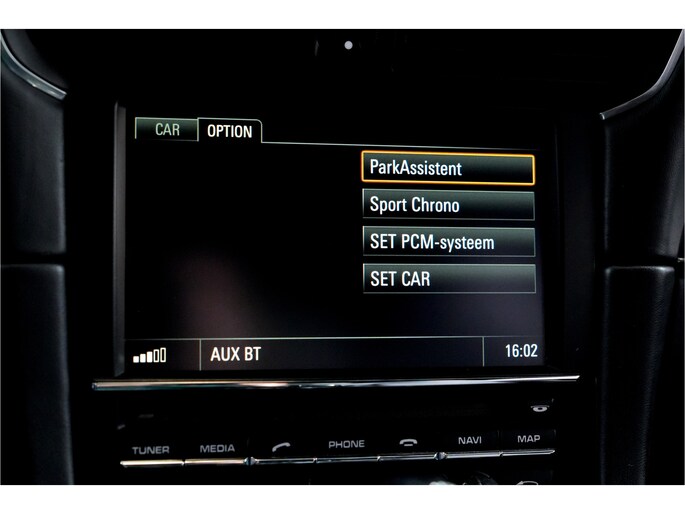 CAR OPTION
ParkAssistent
Sport Chrono
SET PCM-systeem
SET CAR
AUX BT 16:02
TUNER MEDIA PHONE NAVI MAP